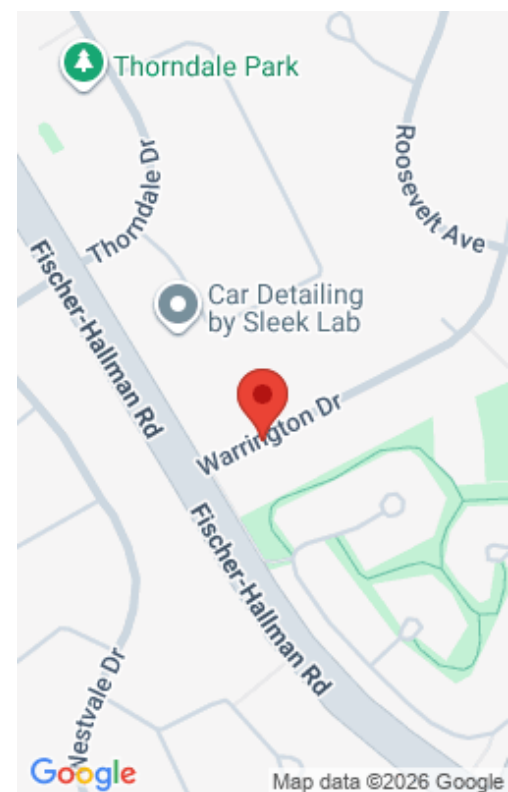 Thorndale Park
Thorndale Dr
Roosevelt Ave
Fischer-Hallman Rd
Car Detailing
by Sleek Lab
Warrington Dr
Fischer-Hallman Rd
Westvale Dr
Google
Map data ©2026 Google